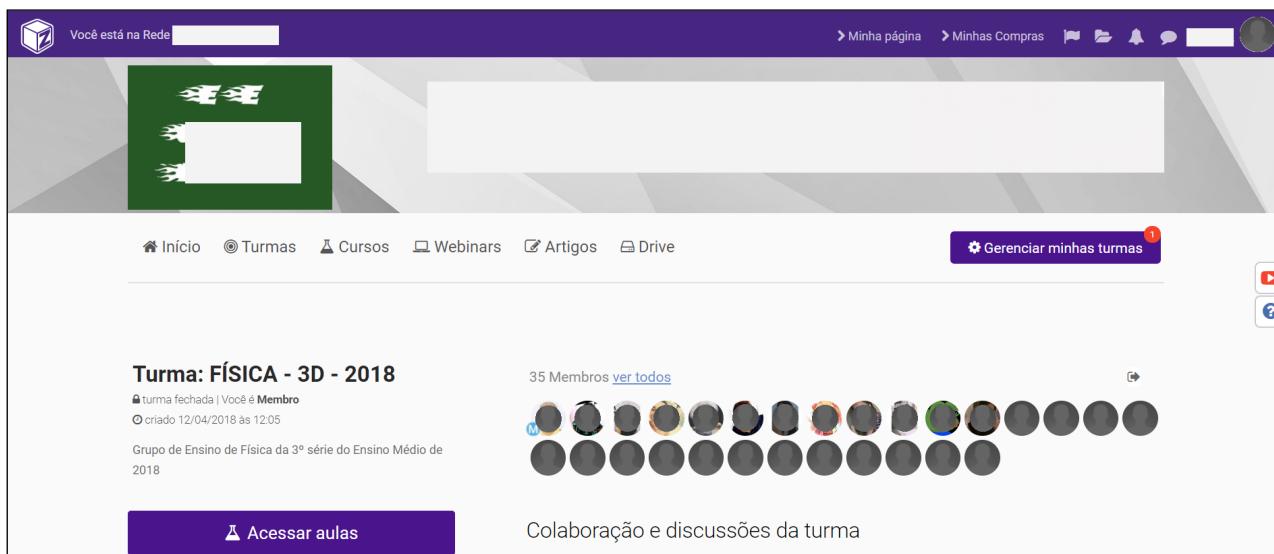 Você está na Rede
Minha página
Minhas Compras
Início
Turmas
Cursos
Webinars
Artigos
Drive
Gerenciar minhas turmas
1
Turma: FÍSICA - 3D - 2018
turma fechada | Você é Membro
criado 12/04/2018 às 12:05
Grupo de Ensino de Física da 3º série do Ensino Médio de
2018
Acessar aulas
35 Membros ver todos
M
Colaboração e discussões da turma